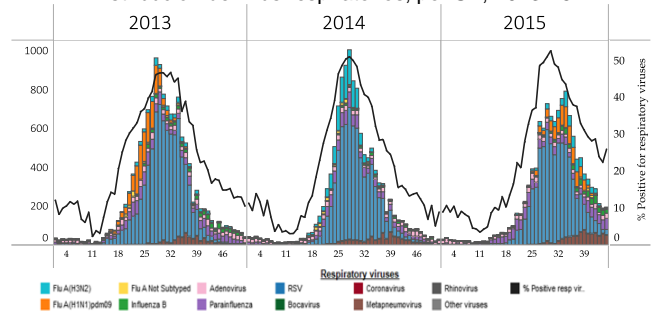 2013 2014 2015
1000
800
600
400
200
0
50
40
30
20
10
0
% Positive for respiratory viruses
4 11 18 25 32 39 46 4 11 18 25 32 39 46 4 11 18 25 32 39
Respiratory viruses
Flu A(H3N2) Flu A Not Subtyped Adenovirus RSV Coronavirus Rhinovirus % Positive resp vir..
Flu A(H1N1)pdm09 Influenza B Parainfluenza Bocavirus Metapneumovirus Other viruses